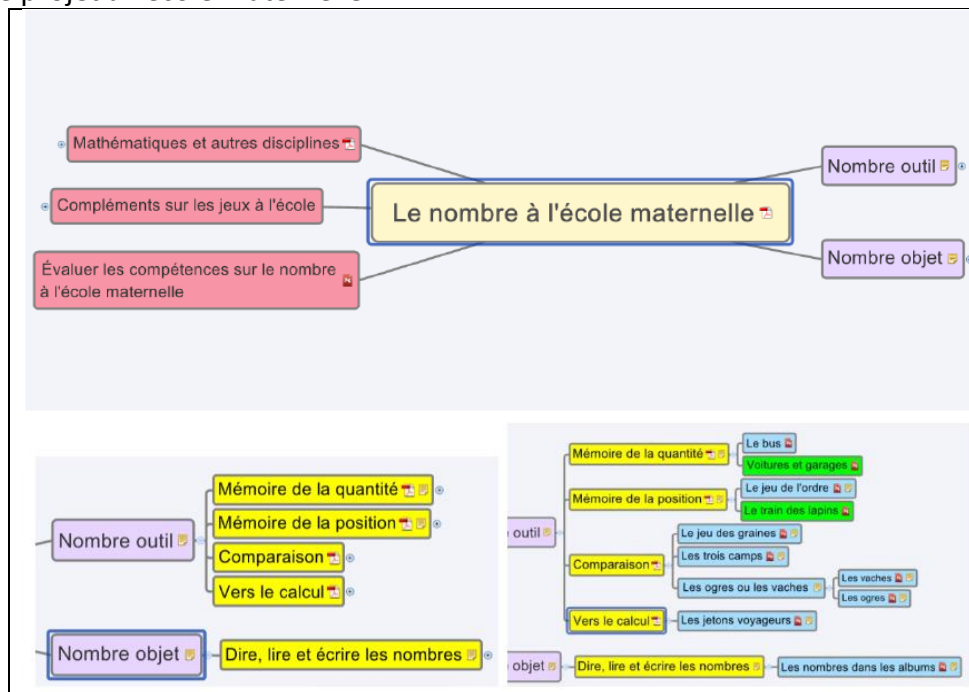 Mathématiques et autres disciplines
Compléments sur les jeux à l'école
Évaluer les compétences sur le nombre
à l'école maternelle
Le nombre à l'école maternelle
Nombre outil
Nombre objet
Nombre outil
Mémoire de la quantité
Mémoire de la position
Comparaison
Vers le calcul
Nombre objet
Dire, lire et écrire les nombres
outil
Mémoire de la quantité
Le bus
Voitures et garages
Mémoire de la position
Le jeu de l'ordre
Le train des lapins
Comparaison
Le jeu des graines
Les trois camps
Les ogres ou les vaches
Les vaches
Les ogres
Vers le calcul
Les jetons voyageurs
objet
Dire, lire et écrire les nombres
Les nombres dans les albums